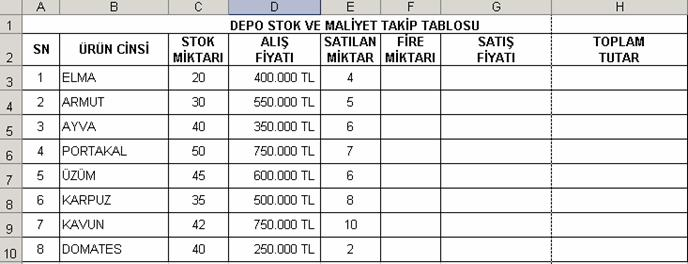 A B C D E F G H
1 DEPO STOK VE MALİYET TAKİP TABLOSU
2 SN ÜRÜN CİNSİ STOK MİKTARI ALIŞ FİYATI SATILAN MİKTAR FİRE MİKTARI SATIŞ FİYATI TOPLAM TUTAR
3 1 ELMA 20 400.000 TL 4
4 2 ARMUT 30 550.000 TL 5
5 3 AYVA 40 350.000 TL 6
6 4 PORTAKAL 50 750.000 TL 7
7 5 ÜZÜM 45 600.000 TL 6
8 6 KARPUZ 35 500.000 TL 8
9 7 KAVUN 42 750.000 TL 10
10 8 DOMATES 40 250.000 TL 2